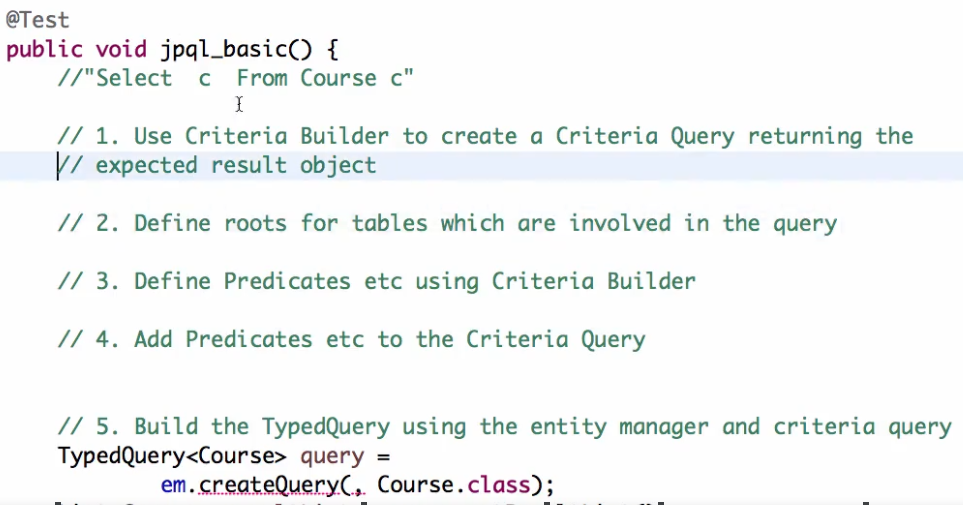 @Test
public void jpql_basic() {
//"Select  c  From Course c"
// 1. Use Criteria Builder to create a Criteria Query returning the
// expected result object
// 2. Define roots for tables which are involved in the query
// 3. Define Predicates etc using Criteria Builder
// 4. Add Predicates etc to the Criteria Query
// 5. Build the TypedQuery using the entity manager and criteria query
TypedQuery<Course> query =
em.createQuery(, Course.class);